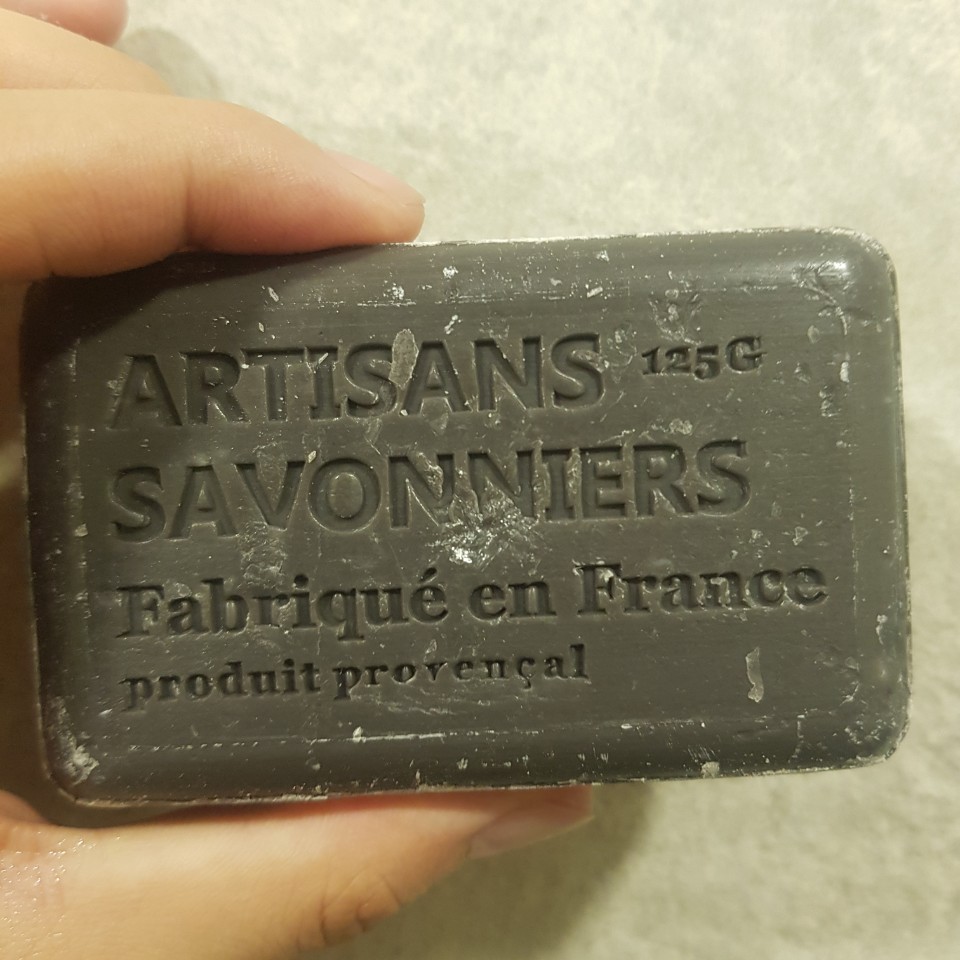 ARTISANS 125G
SAVONNIERS
Fabriqué en France
produit provençal